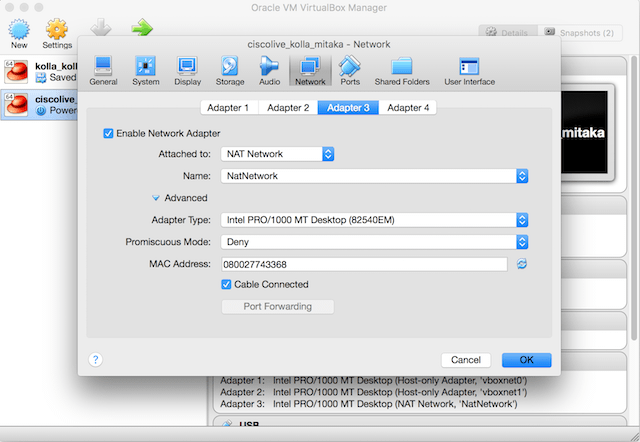 Oracle VM VirtualBox Manager
New
Settings
Details
Snapshots (2)
64
kolla_koll
Saved
64
ciscolive_
Powere
ciscolive_kolla_mitaka – Network
General
System
Display
Storage
Audio
Network
Ports
Shared Folders
User Interface
Adapter 1
Adapter 2
Adapter 3
Adapter 4
Enable Network Adapter
Attached to:
NAT Network
Name:
NatNetwork
Advanced
Adapter Type:
Intel PRO/1000 MT Desktop (82540EM)
Promiscuous Mode:
Deny
MAC Address:
080027743368
Cable Connected
Port Forwarding
?
Cancel
OK
mitaka
Adapter 1: Intel PRO/1000 MT Desktop (Host-only Adapter, 'vboxnet0')
Adapter 2: Intel PRO/1000 MT Desktop (Host-only Adapter, 'vboxnet1')
Adapter 3: Intel PRO/1000 MT Desktop (NAT Network, 'NatNetwork')
USB